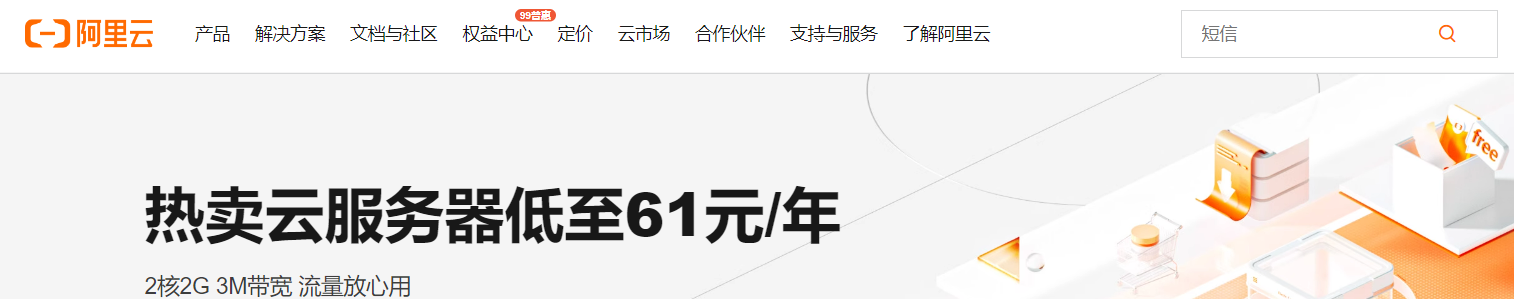 阿里云
产品 解决方案 文档与社区 权益中心 定价 云市场 合作伙伴 支持与服务 了解阿里云
99普惠
短信
热卖云服务器低至61元/年
2核2G 3M带宽 流量放心用
free